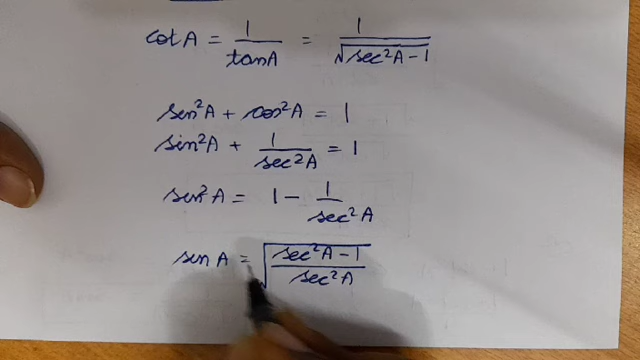 cot A = 1/tan A = 1/√(sec²A - 1)
sin²A + cos²A = 1
sin²A + 1/sec²A = 1
sin²A = 1 - 1/sec²A
sin A = √((sec²A - 1)/sec²A)